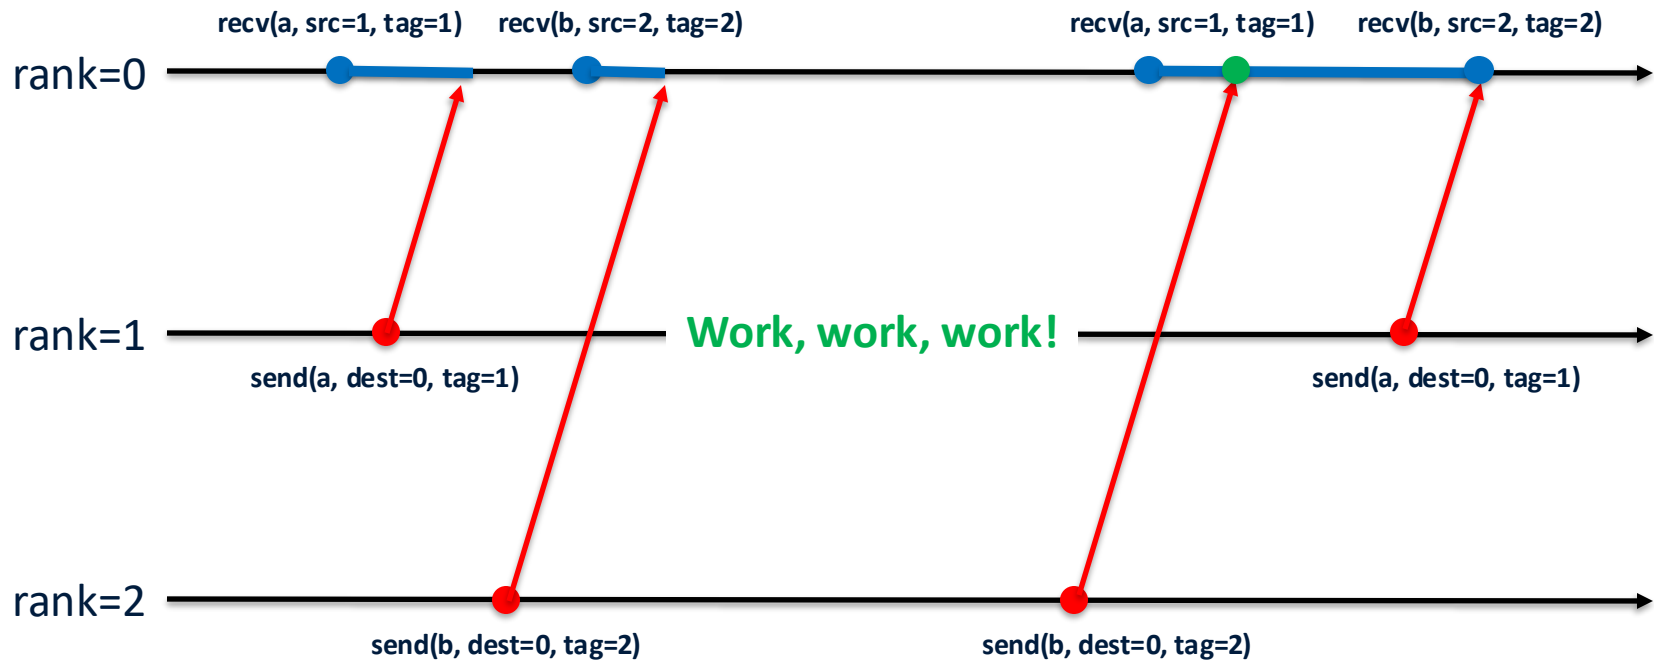 recv(a, src=1, tag=1)
recv(b, src=2, tag=2)
recv(a, src=1, tag=1)
recv(b, src=2, tag=2)
rank=0
rank=1
Work, work, work!
send(a, dest=0, tag=1)
send(a, dest=0, tag=1)
rank=2
send(b, dest=0, tag=2)
send(b, dest=0, tag=2)